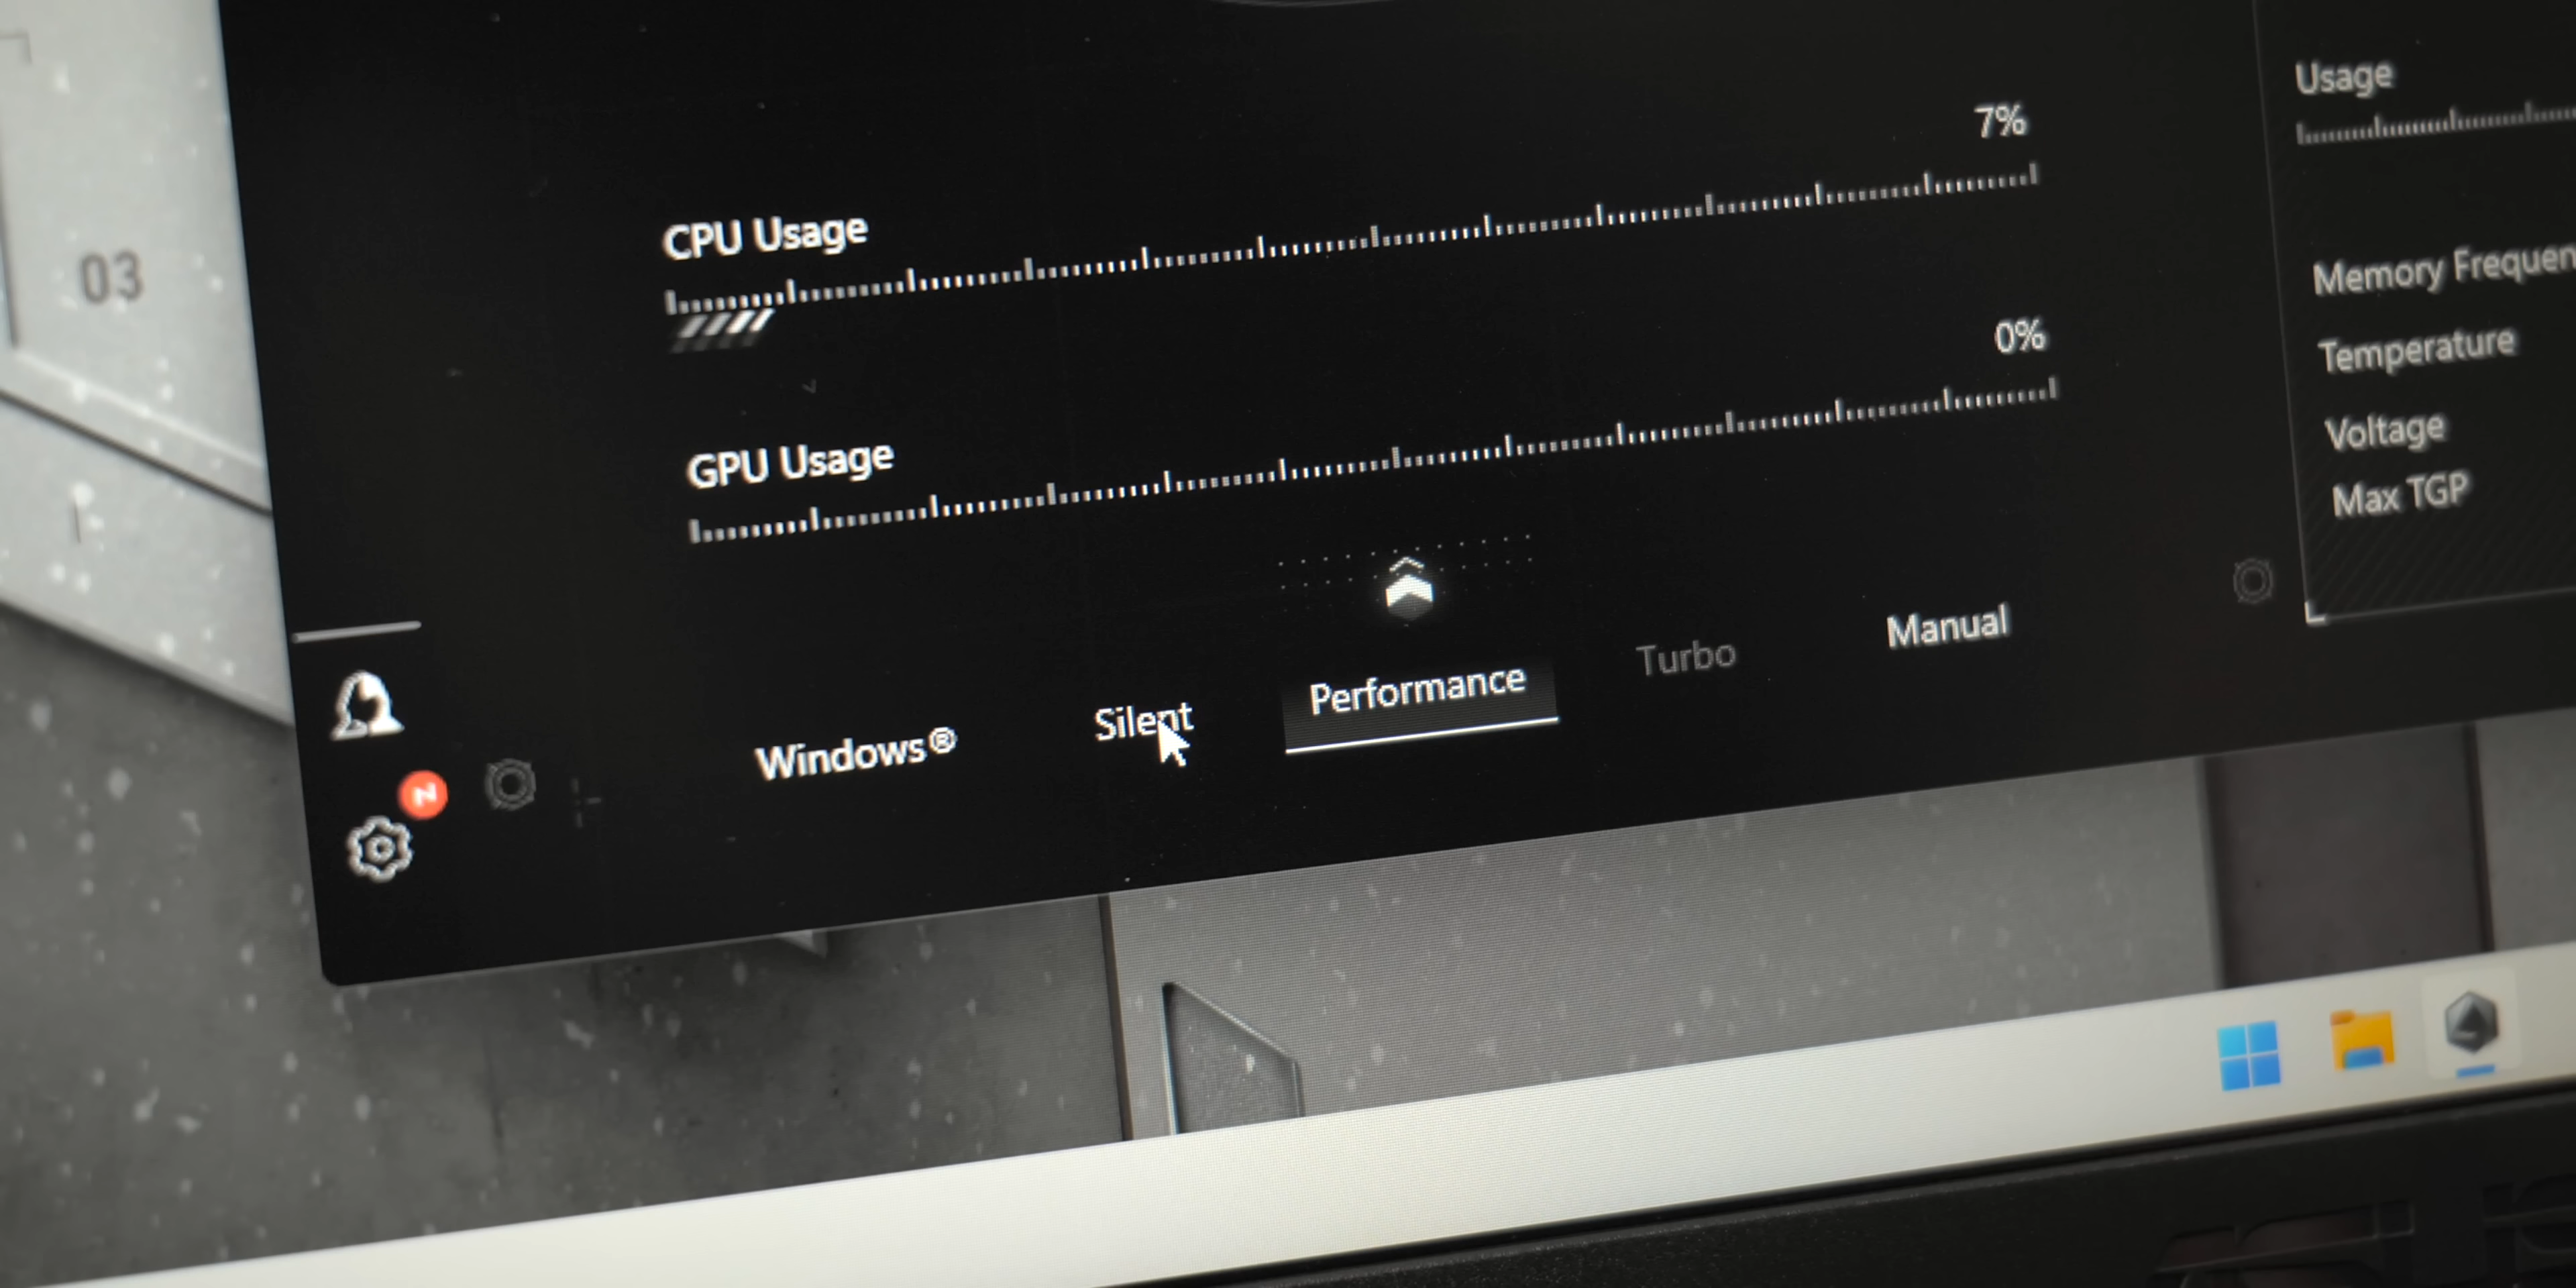 03
CPU Usage
7%
GPU Usage
0%
Windows®
Silent
Performance
Turbo
Manual
N
Usage
Memory Frequen
Temperature
Voltage
Max TGP